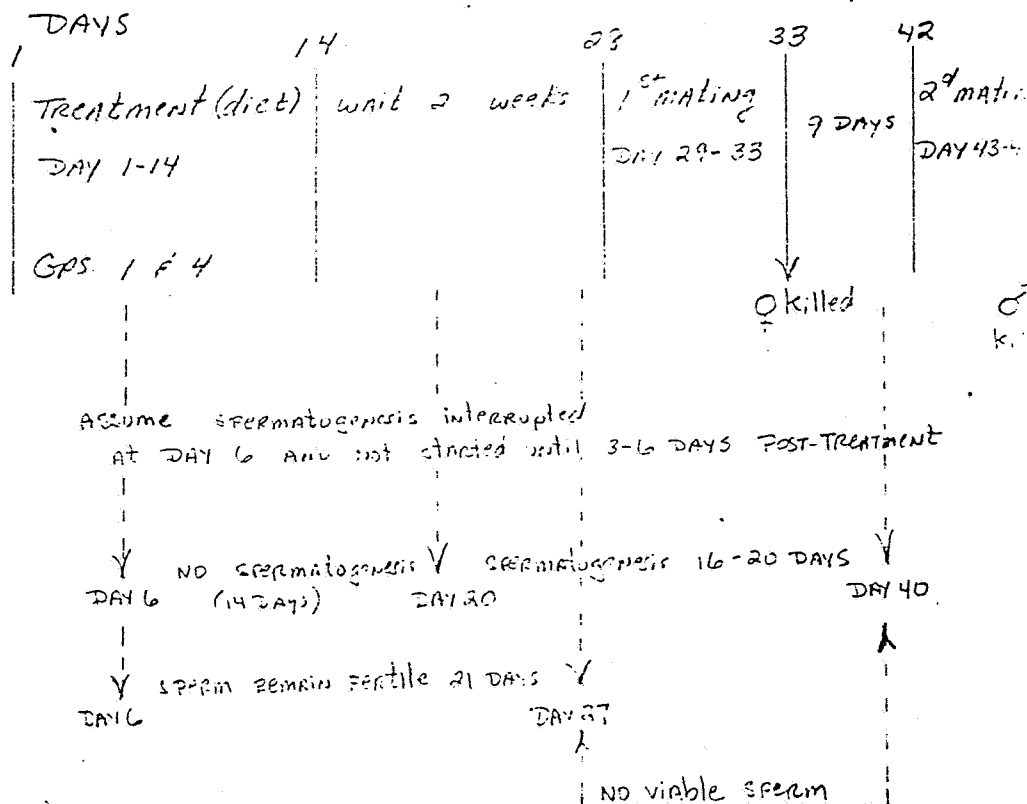 DAYS
1 14 28 33 42
Treatment (diet) wait 2 weeks 1st mating 9 DAYS 2d matin
DAY 1-14 DAY 29-33 DAY 43-
GPS. 1 & 4
♀ killed ♂
k.
Assume spermatogenesis interrupted
at DAY 6 and not started until 3-6 DAYS POST-TREATMENT
NO spermatogenesis spermatogenesis 16-20 DAYS
DAY 6 (14 DAYS) DAY 20 DAY 40
sperm remain fertile 21 DAYS
DAY 6 DAY 27
NO viable sperm